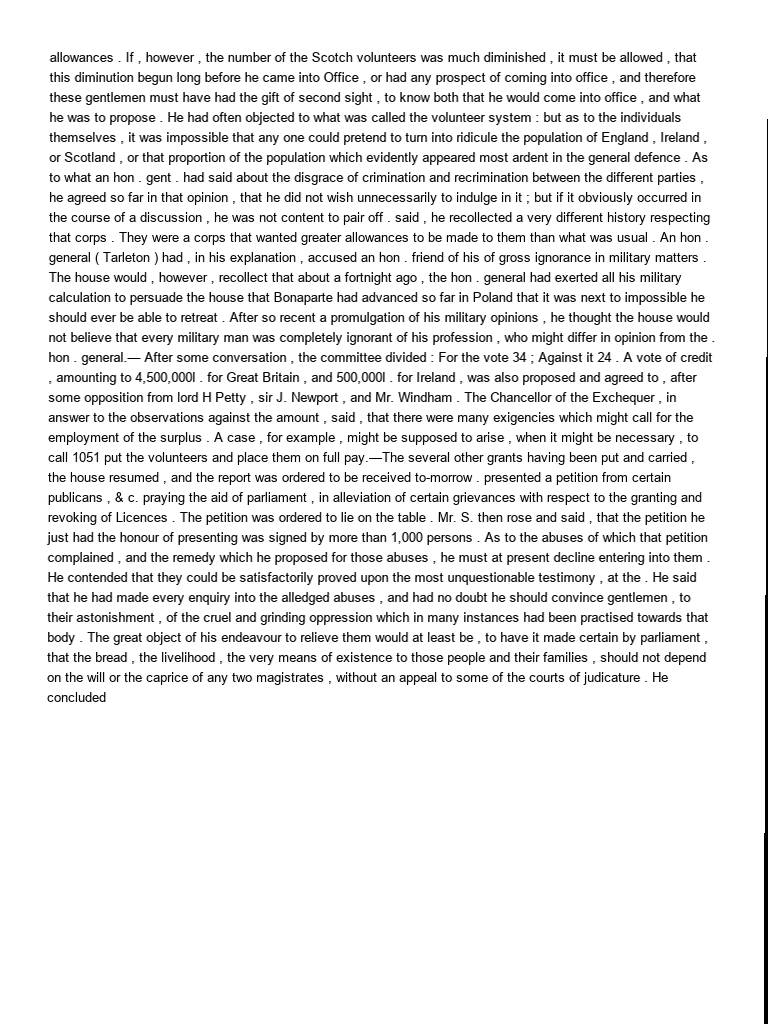 allowances . If , however , the number of the Scotch volunteers was much diminished , it must be allowed , that
this diminution begun long before he came into Office , or had any prospect of coming into office , and therefore
these gentlemen must have had the gift of second sight , to know both that he would come into office , and what
he was to propose . He had often objected to what was called the volunteer system : but as to the individuals
themselves , it was impossible that any one could pretend to turn into ridicule the population of England , Ireland ,
or Scotland , or that proportion of the population which evidently appeared most ardent in the general defence . As
to what an hon . gent . had said about the disgrace of crimination and recrimination between the different parties ,
he agreed so far in that opinion , that he did not wish unnecessarily to indulge in it ; but if it obviously occurred in
the course of a discussion , he was not content to pair off . said , he recollected a very different history respecting
that corps . They were a corps that wanted greater allowances to be made to them than what was usual . An hon .
general ( Tarleton ) had , in his explanation , accused an hon . friend of his of gross ignorance in military matters .
The house would , however , recollect that about a fortnight ago , the hon . general had exerted all his military
calculation to persuade the house that Bonaparte had advanced so far in Poland that it was next to impossible he
should ever be able to retreat . After so recent a promulgation of his military opinions , he thought the house would
not believe that every military man was completely ignorant of his profession , who might differ in opinion from the .
hon . general.— After some conversation , the committee divided : For the vote 34 ; Against it 24 . A vote of credit
, amounting to 4,500,000l . for Great Britain , and 500,000l . for Ireland , was also proposed and agreed to , after
some opposition from lord H Petty , sir J. Newport , and Mr. Windham . The Chancellor of the Exchequer , in
answer to the observations against the amount , said , that there were many exigencies which might call for the
employment of the surplus . A case , for example , might be supposed to arise , when it might be necessary , to
call 1051 put the volunteers and place them on full pay.—The several other grants having been put and carried ,
the house resumed , and the report was ordered to be received to-morrow . presented a petition from certain
publicans , & c. praying the aid of parliament , in alleviation of certain grievances with respect to the granting and
revoking of Licences . The petition was ordered to lie on the table . Mr. S. then rose and said , that the petition he
just had the honour of presenting was signed by more than 1,000 persons . As to the abuses of which that petition
complained , and the remedy which he proposed for those abuses , he must at present decline entering into them .
He contended that they could be satisfactorily proved upon the most unquestionable testimony , at the . He said
that he had made every enquiry into the alledged abuses , and had no doubt he should convince gentlemen , to
their astonishment , of the cruel and grinding oppression which in many instances had been practised towards that
body . The great object of his endeavour to relieve them would at least be , to have it made certain by parliament ,
that the bread , the livelihood , the very means of existence to those people and their families , should not depend
on the will or the caprice of any two magistrates , without an appeal to some of the courts of judicature . He
concluded